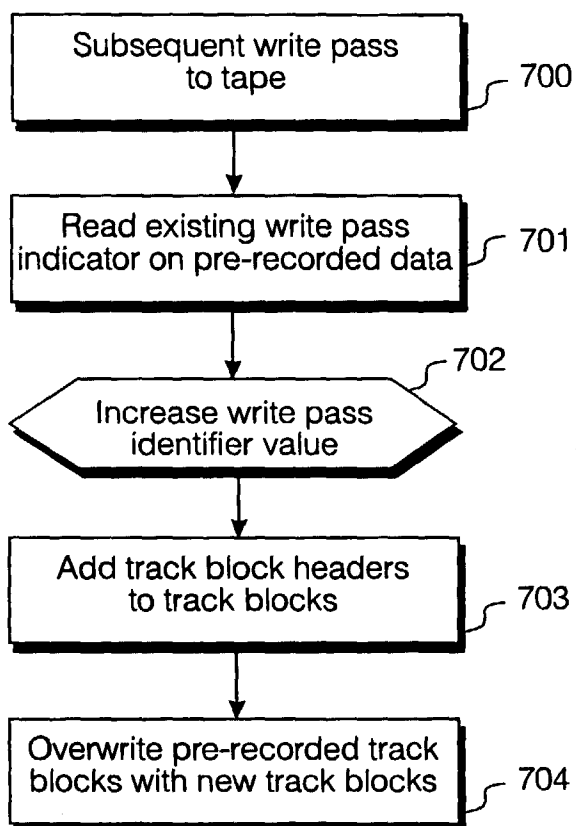 Subsequent write pass
to tape
700
Read existing write pass
indicator on pre-recorded data
701
702
Increase write pass
identifier value
Add track block headers
to track blocks
703
Overwrite pre-recorded track
blocks with new track blocks
704